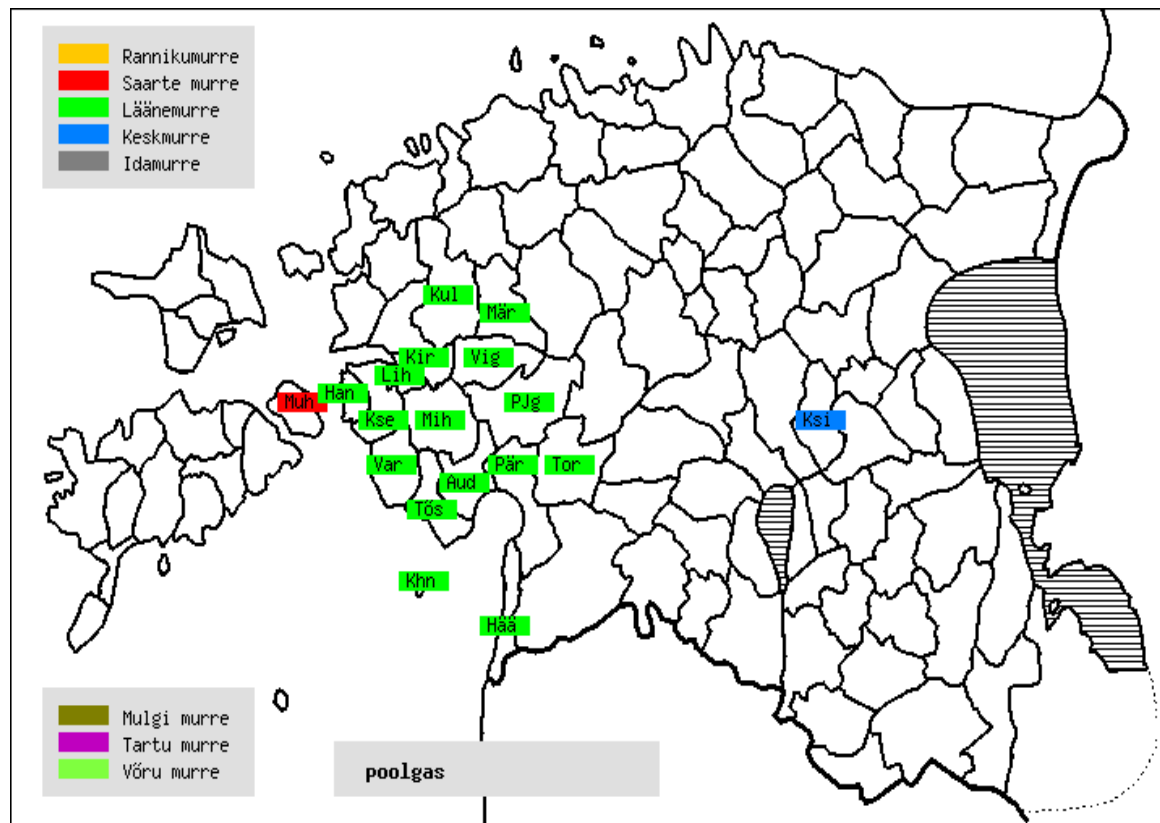 Rannikumurre
Saarte murre
Läänemurre
Keskmurre
Idamurre
Kul
Mär
Kir
Vig
Lih
Han
Muh
PJg
Kse
Mih
Ksi
Var
Pär
Tor
Aud
Tõs
Khn
Hää
Mulgi murre
Tartu murre
Võru murre
poolgas